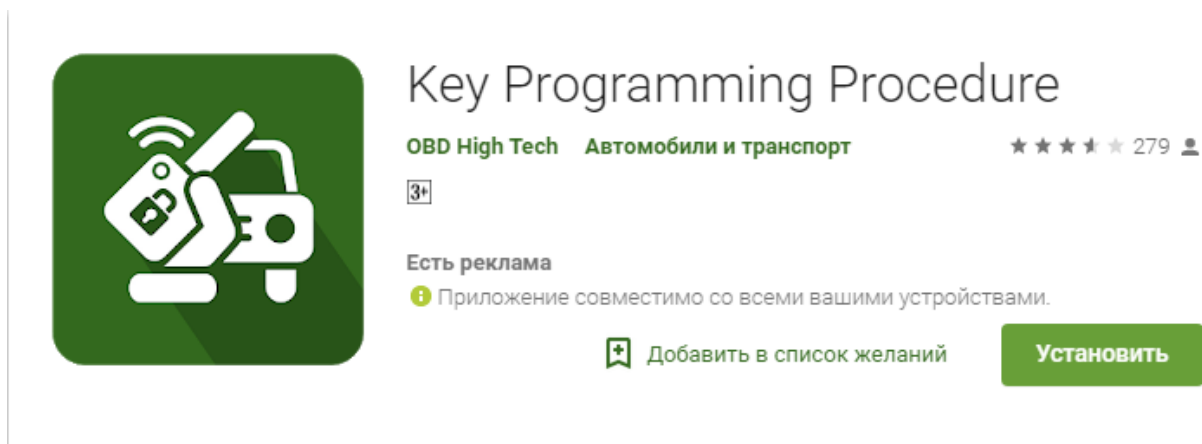 Key Programming Procedure
OBD High Tech Автомобили и транспорт 279
3+
Есть реклама
Приложение совместимо со всеми вашими устройствами.
Добавить в список желаний Установить